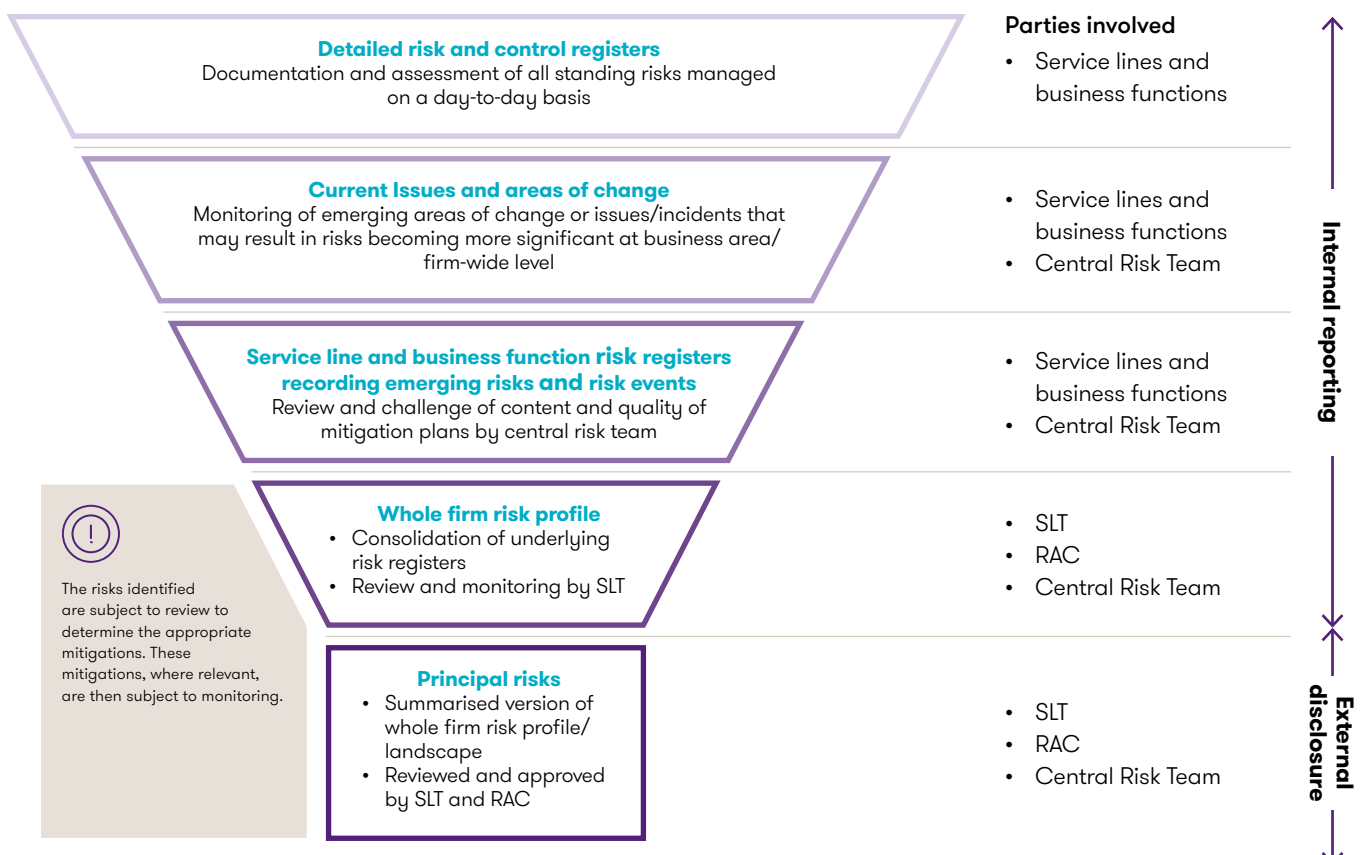 Detailed risk and control registers
Documentation and assessment of all standing risks managed
on a day-to-day basis
Parties involved
• Service lines and
business functions
Current Issues and areas of change
Monitoring of emerging areas of change or issues/incidents that
may result in risks becoming more significant at business area/
firm-wide level
• Service lines and
business functions
• Central Risk Team
Service line and business function risk registers
recording emerging risks and risk events
Review and challenge of content and quality of
mitigation plans by central risk team
• Service lines and
business functions
• Central Risk Team
Whole firm risk profile
• Consolidation of underlying
risk registers
• Review and monitoring by SLT
• SLT
• RAC
• Central Risk Team
Internal reporting
!
The risks identified
are subject to review to
determine the appropriate
mitigations. These
mitigations, where relevant,
are then subject to monitoring.
Principal risks
• Summarised version of
whole firm risk profile/
landscape
• Reviewed and approved
by SLT and RAC
• SLT
• RAC
• Central Risk Team
External
disclosure